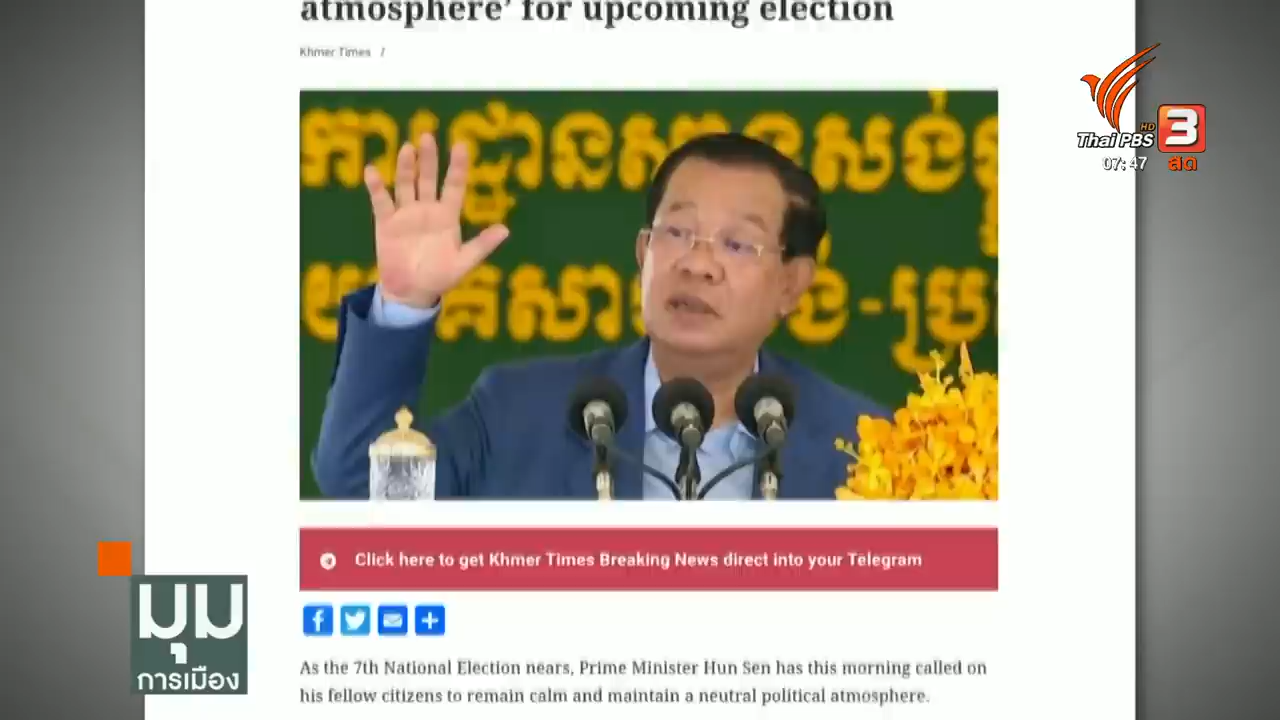 atmosphere’ for upcoming election
Khmer Times /
Thai PBS HD 3
07:47 สด
Click here to get Khmer Times Breaking News direct into your Telegram
มุม
การเมือง
As the 7th National Election nears, Prime Minister Hun Sen has this morning called on
his fellow citizens to remain calm and maintain a neutral political atmosphere.